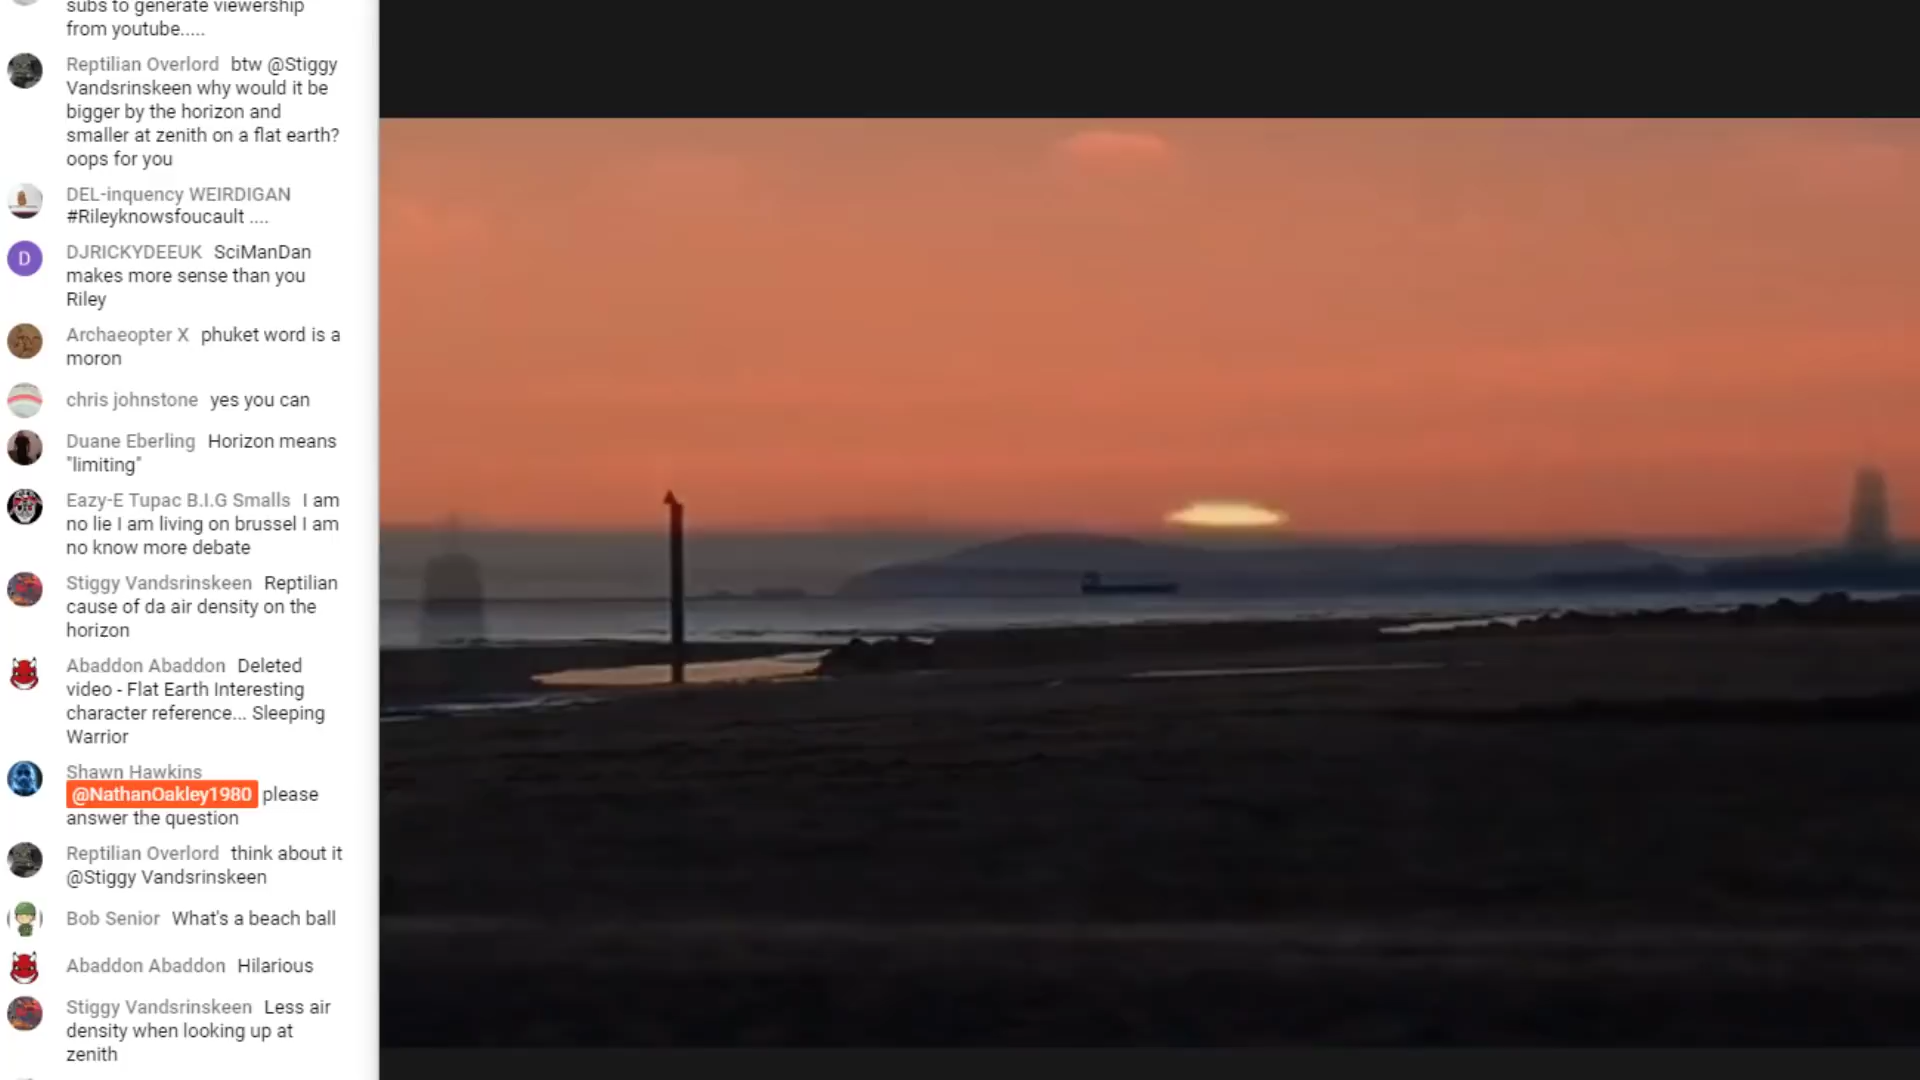 subs to generate viewership
from youtube.....
Reptilian Overlord btw @Stiggy
Vandsrinskeen why would it be
bigger by the horizon and
smaller at zenith on a flat earth?
oops for you
DEL-inquency WEIRDIGAN
#Rileyknowsfoucault ....
D
DJRICKYDEEUK SciManDan
makes more sense than you
Riley
Archaeopter X phuket word is a
moron
chris johnstone yes you can
Duane Eberling Horizon means
"limiting"
Eazy-E Tupac B.I.G Smalls I am
no lie I am living on brussel I am
no know more debate
Stiggy Vandsrinskeen Reptilian
cause of da air density on the
horizon
Abaddon Abaddon Deleted
video - Flat Earth Interesting
character reference... Sleeping
Warrior
Shawn Hawkins
@NathanOakley1980 please
answer the question
Reptilian Overlord think about it
@Stiggy Vandsrinskeen
Bob Senior What's a beach ball
Abaddon Abaddon Hilarious
Stiggy Vandsrinskeen Less air
density when looking up at
zenith